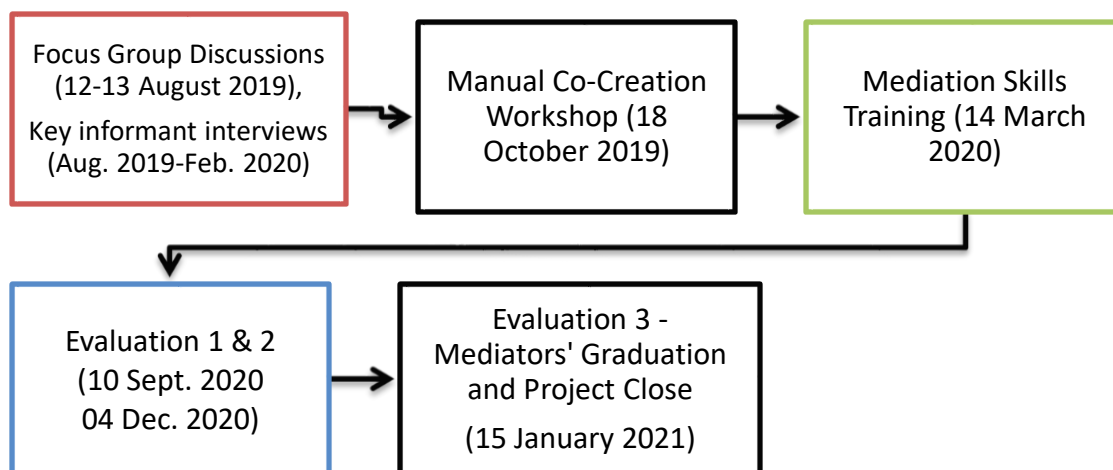 Focus Group Discussions
(12-13 August 2019),
Key informant interviews
(Aug. 2019-Feb. 2020)
Manual Co-Creation
Workshop (18
October 2019)
Mediation Skills
Training (14 March
2020)
Evaluation 1 & 2
(10 Sept. 2020
04 Dec. 2020)
Evaluation 3 -
Mediators' Graduation
and Project Close
(15 January 2021)